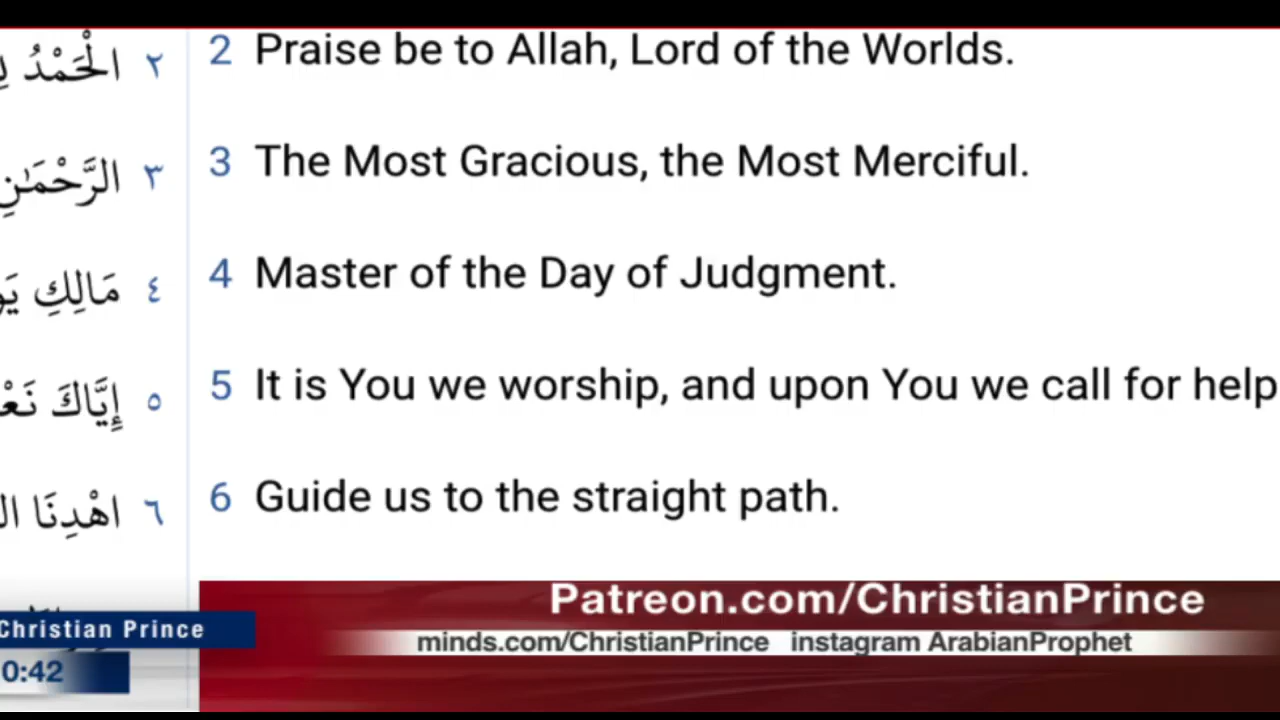 ٢ الْحَمْدُ
2 Praise be to Allah, Lord of the Worlds.
٣ الرَّحْمَٰنِ
3 The Most Gracious, the Most Merciful.
٤ مَالِكِ
4 Master of the Day of Judgment.
٥ إِيَّاكَ
5 It is You we worship, and upon You we call for help
٦ اهْدِنَا
6 Guide us to the straight path.
Patreon.com/ChristianPrince
Christian Prince
minds.com/ChristianPrince instagram ArabianProphet
0:42